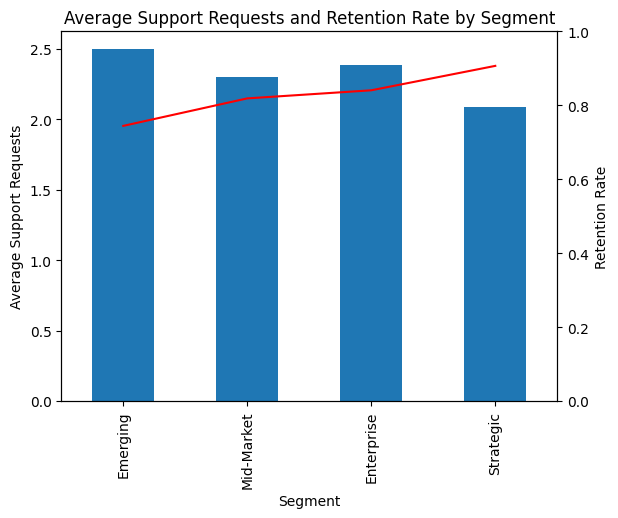 Average Support Requests and Retention Rate by Segment
Average Support Requests
2.5
2.0
1.5
1.0
0.5
0.0
Retention Rate
1.0
0.8
0.6
0.4
0.2
0.0
Emerging
Mid-Market
Enterprise
Strategic
Segment